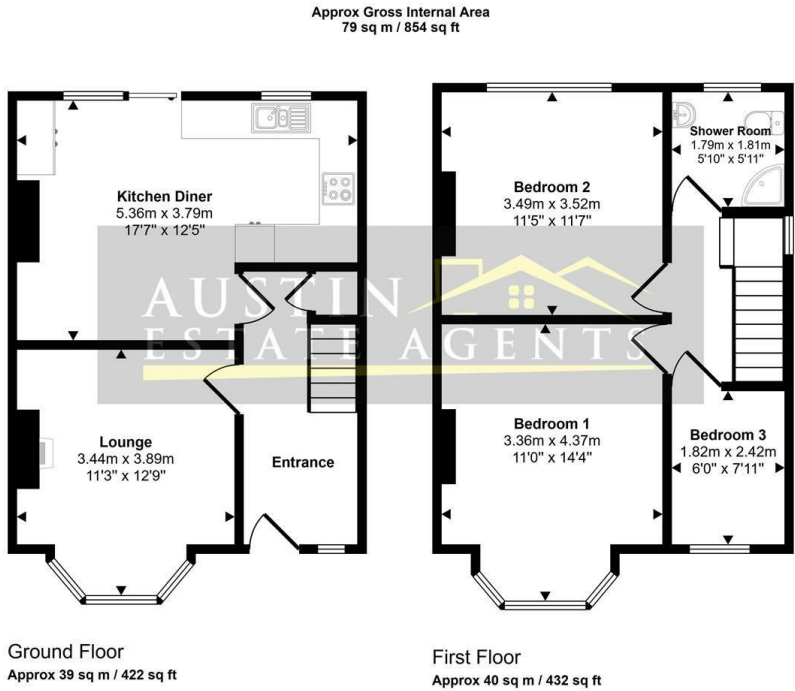 Approx Gross Internal Area
79 sq m / 854 sq ft
Kitchen Diner
5.36m x 3.79m
17'7" x 12'5"
Lounge
3.44m x 3.89m
11'3" x 12'9"
Entrance
Bedroom 2
3.49m x 3.52m
11'5" x 11'7"
Shower Room
1.79m x 1.81m
5'10" x 5'11"
Bedroom 1
3.36m x 4.37m
11'0" x 14'4"
Bedroom 3
1.82m x 2.42m
6'0" x 7'11"
AUSTIN
ESTATE AGENTS
Ground Floor
Approx 39 sq m / 422 sq ft
First Floor
Approx 40 sq m / 432 sq ft